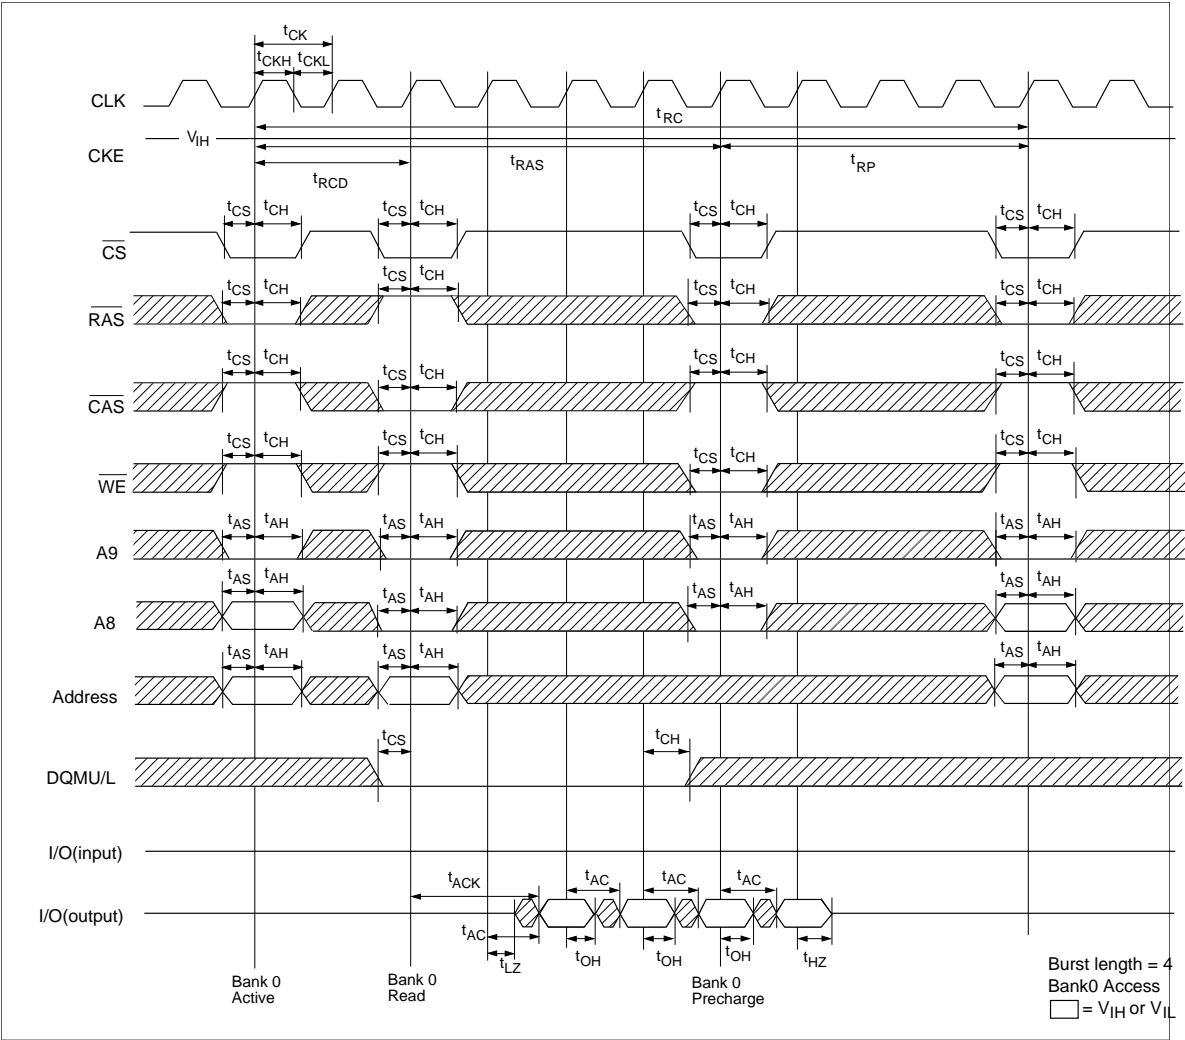 tCK
tCKH tCKL
CLK
tRC
VIH
CKE
tRAS tRP
tRCD
tCS tCH tCS tCH tCS tCH tCS tCH
CS
tCS tCH tCS tCH tCS tCH tCS tCH
RAS
tCS tCH tCS tCH tCS tCH tCS tCH
CAS
tCS tCH tCS tCH tCS tCH tCS tCH
WE
tAS tAH tAS tAH tAS tAH tAS tAH
A9
tAS tAH tAS tAH tAS tAH tAS tAH
A8
tAS tAH tAS tAH tAS tAH
Address
tCS tCH
DQMU/L
I/O(input)
tACK tAC tAC tAC
I/O(output)
tAC
tLZ tOH tOH tOH tHZ
Bank 0
Active
Bank 0
Read
Bank 0
Precharge
Burst length = 4
Bank0 Access
= VIH or VIL